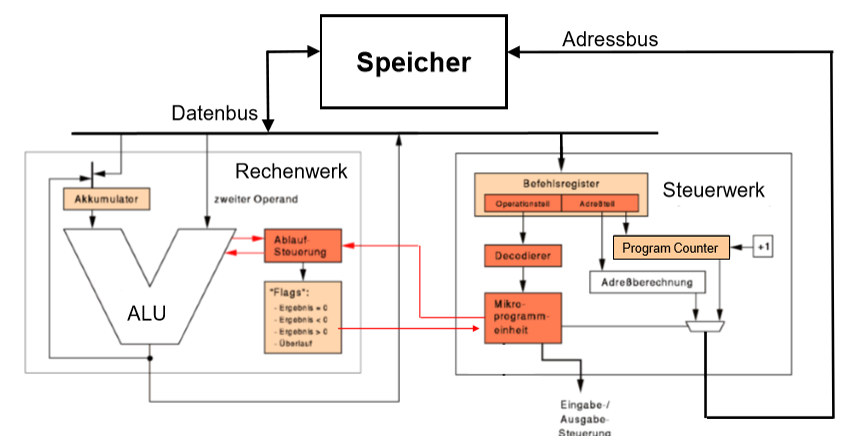 Speicher
Adressbus
Datenbus
Rechenwerk
Akkumulator
zweiter Operand
Ablauf-
Steuerung
"Flags":
- Ergebnis = 0
- Ergebnis < 0
- Ergebnis > 0
- Überlauf
ALU
Steuerwerk
Befehlsregister
Operationsteil
Adreßteil
Program Counter
+1
Decodierer
Adreßberechnung
Mikro-
programm-
einheit
Eingabe-/
Ausgabe-
Steuerung